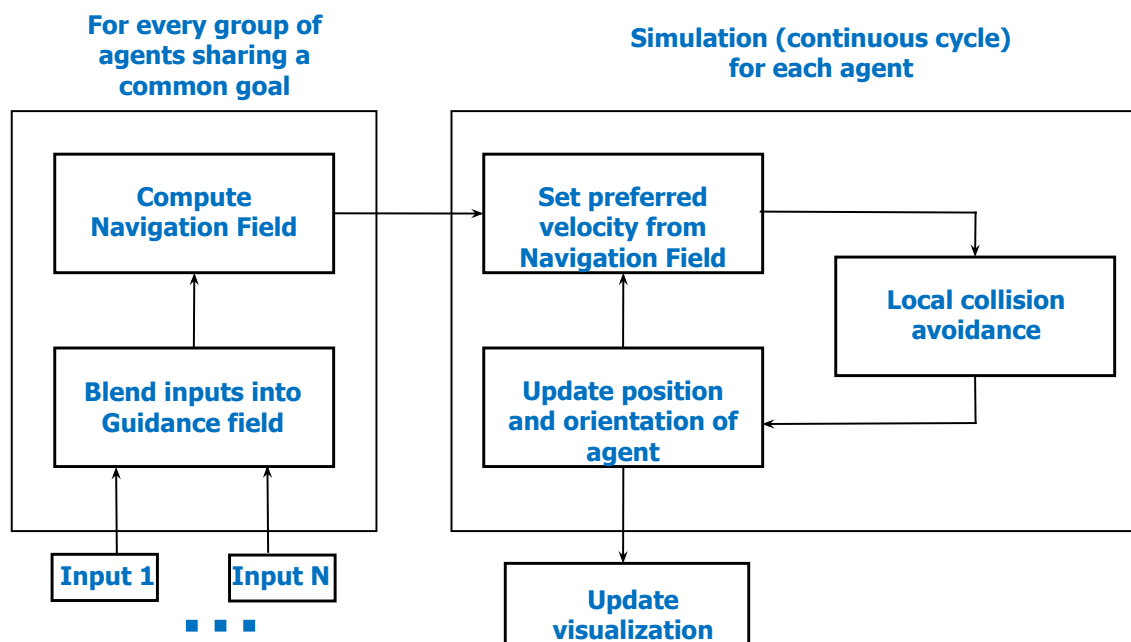 For every group of
agents sharing a
common goal
Simulation (continuous cycle)
for each agent
Compute
Navigation Field
Set preferred
velocity from
Navigation Field
Local collision
avoidance
Blend inputs into
Guidance field
Update position
and orientation of
agent
Input 1
Input N
Update
visualization